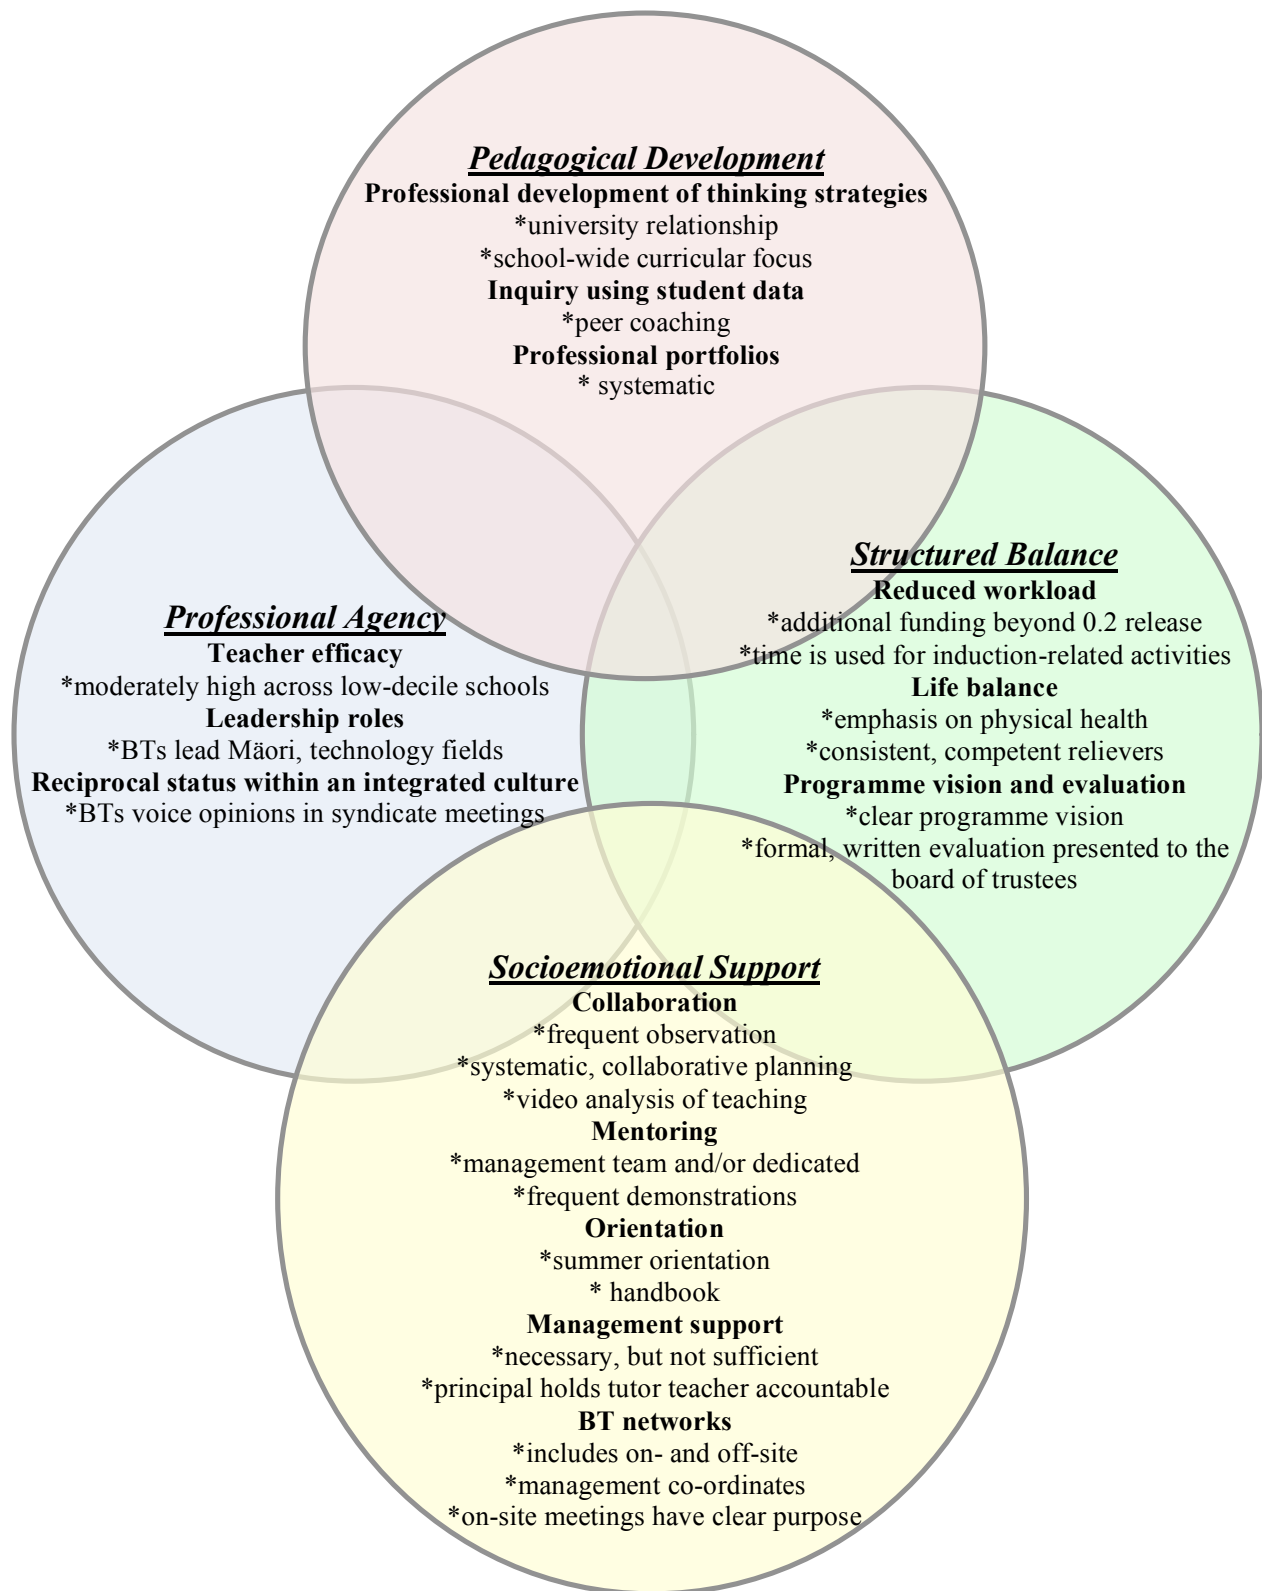 Pedagogical Development
Professional development of thinking strategies
*university relationship
*school-wide curricular focus
Inquiry using student data
*peer coaching
Professional portfolios
* systematic
Structured Balance
Reduced workload
*additional funding beyond 0.2 release
*time is used for induction-related activities
Life balance
*emphasis on physical health
*consistent, competent relievers
Programme vision and evaluation
*clear programme vision
*formal, written evaluation presented to the
board of trustees
Professional Agency
Teacher efficacy
*moderately high across low-decile schools
Leadership roles
*BTs lead Mäori, technology fields
Reciprocal status within an integrated culture
*BTs voice opinions in syndicate meetings
Socioemotional Support
Collaboration
*frequent observation
*systematic, collaborative planning
*video analysis of teaching
Mentoring
*management team and/or dedicated
*frequent demonstrations
Orientation
*summer orientation
* handbook
Management support
*necessary, but not sufficient
*principal holds tutor teacher accountable
BT networks
*includes on- and off-site
*management co-ordinates
*on-site meetings have clear purpose